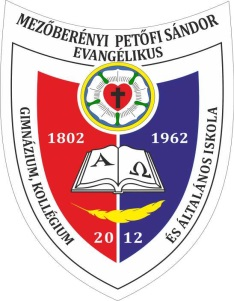 MEZŐBERÉNYI PETŐFI SÁNDOR
EVANGÉLIKUS
GIMNÁZIUM, KOLLÉGIUM
ÉS ÁLTALÁNOS ISKOLA
1802 1962
Α Ω
20 12